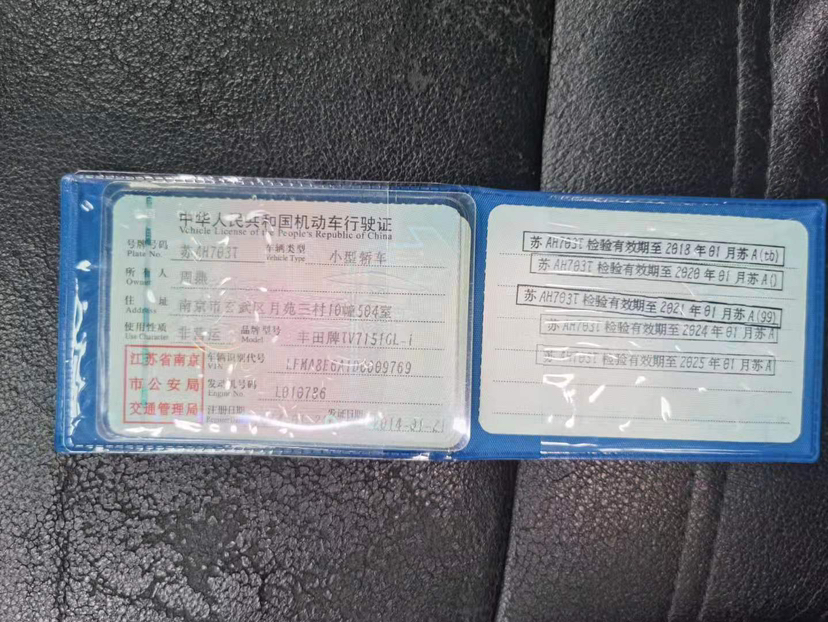 中华人民共和国机动车行驶证
Vehicle License of the People's Republic of China
号牌号码 苏AH703T 车辆类型 小型轿车
Plate No. Vehicle Type
所有人 周燕
Owner
住址 南京市玄武区月苑三村10幢504室
Address
使用性质 非营运 品牌型号 丰田牌TV7151GL-i
Use Character Model
江苏省南京
市公安局
交通管理局
车辆识别代号
VIN
发动机号码 L010786
Engine No.
注册日期 发证日期 2014-01-21
苏AH703T 检验有效期至2018年01月苏A(tb)
苏AH703T 检验有效期至2020年01月苏A()
苏AH703T 检验有效期至2021年01月苏A(99)
苏AH703T 检验有效期至2024年01月苏A
苏AH703T 检验有效期至2025年01月苏A